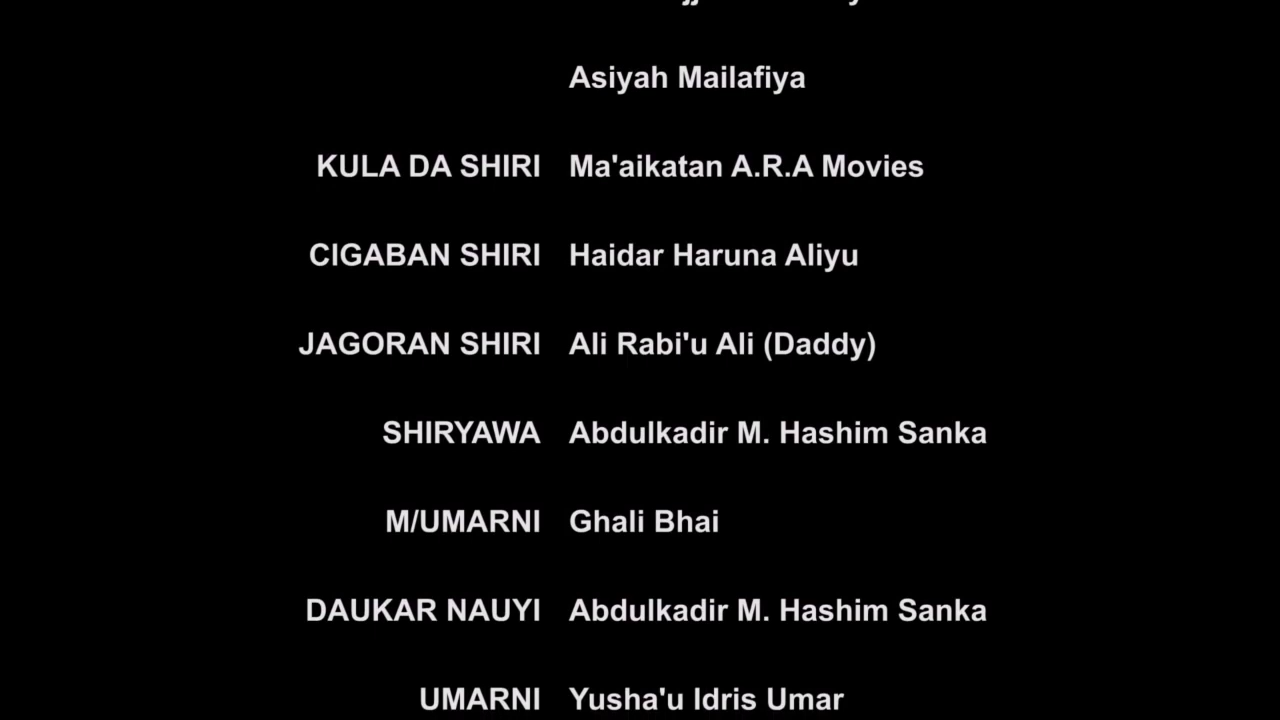 Asiyah Mailafiya
KULA DA SHIRI Ma'aikatan A.R.A Movies
CIGABAN SHIRI Haidar Haruna Aliyu
JAGORAN SHIRI Ali Rabi'u Ali (Daddy)
SHIRYAWA Abdulkadir M. Hashim Sanka
M/UMARNI Ghali Bhai
DAUKAR NAUYI Abdulkadir M. Hashim Sanka
UMARNI Yusha'u Idris Umar